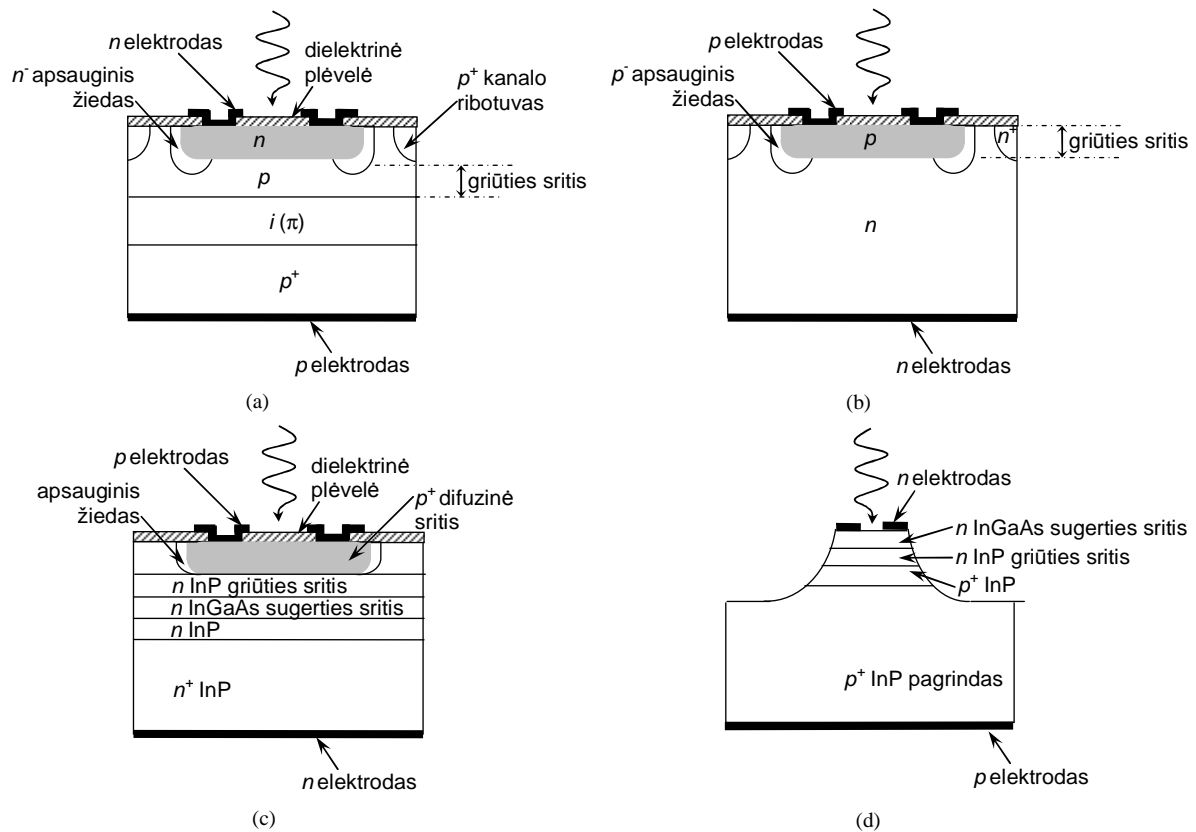 n elektrodas
dielektrinė
plėvelė
n⁻ apsauginis
žiedas
p⁺ kanalo
ribotuvas
n
p
griūties sritis
i (π)
p⁺
p elektrodas
(a)
p elektrodas
p⁻ apsauginis
žiedas
p
n⁺
griūties sritis
n
n elektrodas
(b)
p elektrodas
dielektrinė
plėvelė
apsauginis
žiedas
p⁺ difuzinė
sritis
n InP griūties sritis
n InGaAs sugerties sritis
n InP
n⁺ InP
n elektrodas
(c)
n elektrodas
n InGaAs sugerties sritis
n InP griūties sritis
p⁺ InP
p⁺ InP pagrindas
p elektrodas
(d)